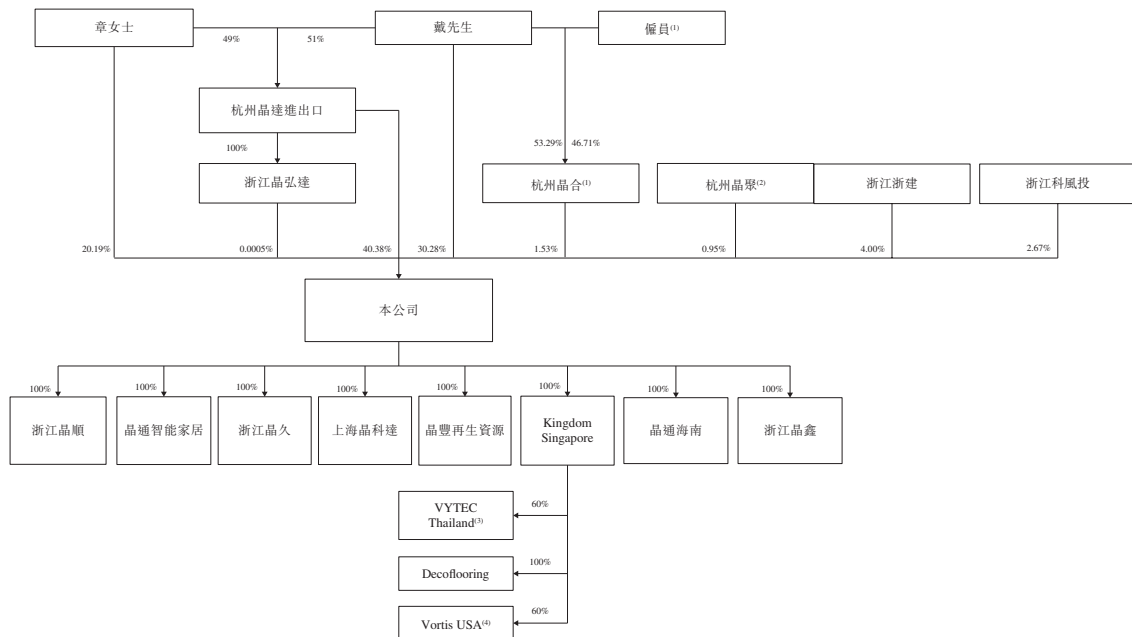 章女士
戴先生
僱員(1)
49%
51%
杭州晶達進出口
100%
53.29%
46.71%
浙江晶弘達
杭州晶合(1)
杭州晶聚(2)
浙江浙建
浙江科風投
20.19%
0.0005%
40.38%
30.28%
1.53%
0.95%
4.00%
2.67%
本公司
100%
100%
100%
100%
100%
100%
100%
100%
浙江晶順
晶通智能家居
浙江晶久
上海晶科達
晶豐再生資源
Kingdom
Singapore
晶通海南
浙江晶鑫
VYTEC
Thailand(3)
60%
Decoflooring
100%
Vortis USA(4)
60%